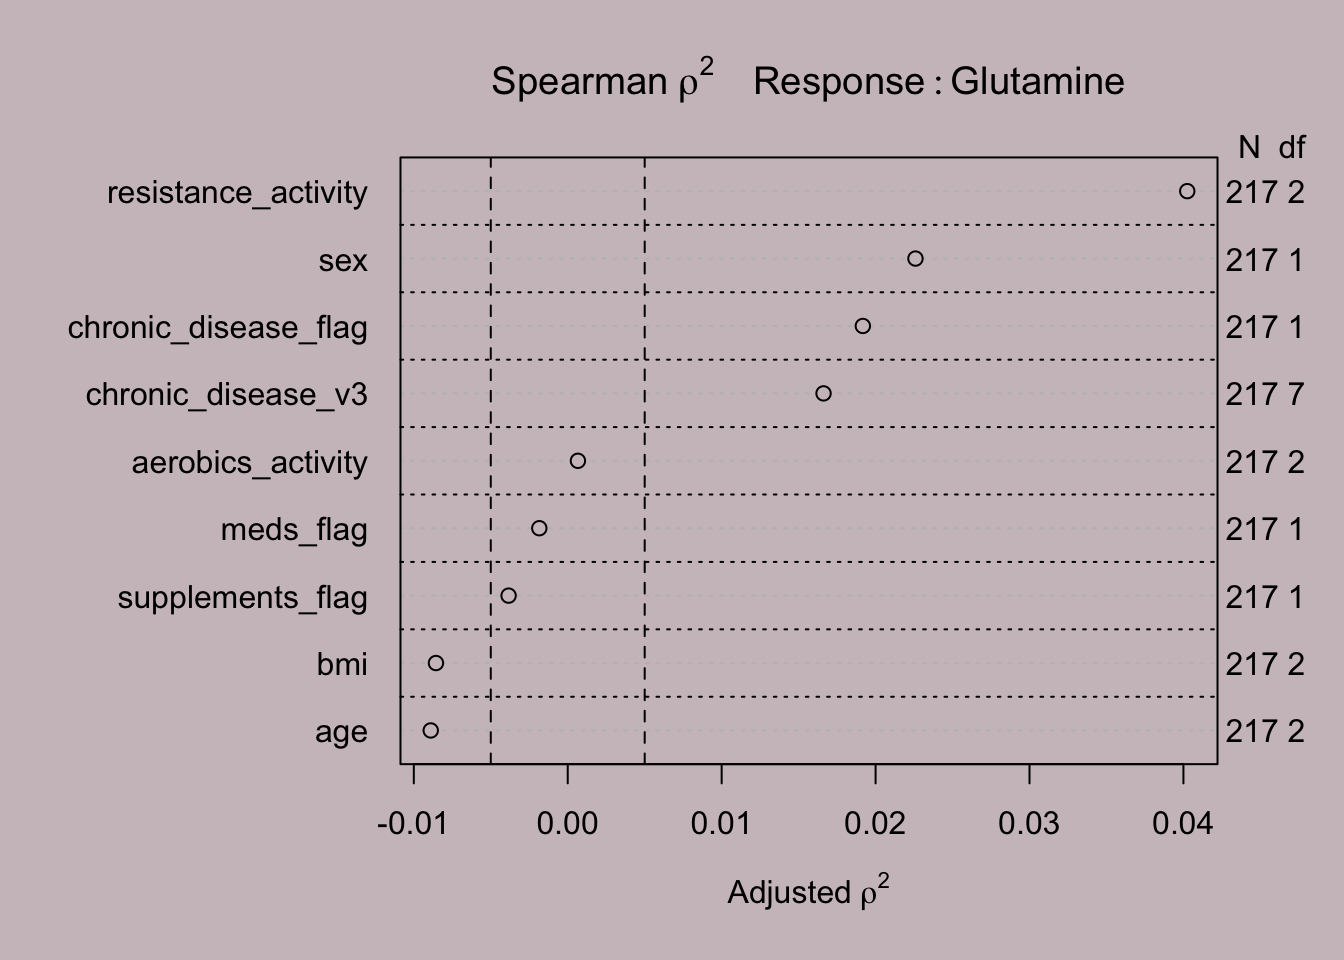 Spearman ρ2 Response : Glutamine
N df
resistance_activity 217 2
sex 217 1
chronic_disease_flag 217 1
chronic_disease_v3 217 7
aerobics_activity 217 2
meds_flag 217 1
supplements_flag 217 1
bmi 217 2
age 217 2
-0.01 0.00 0.01 0.02 0.03 0.04
Adjusted ρ2